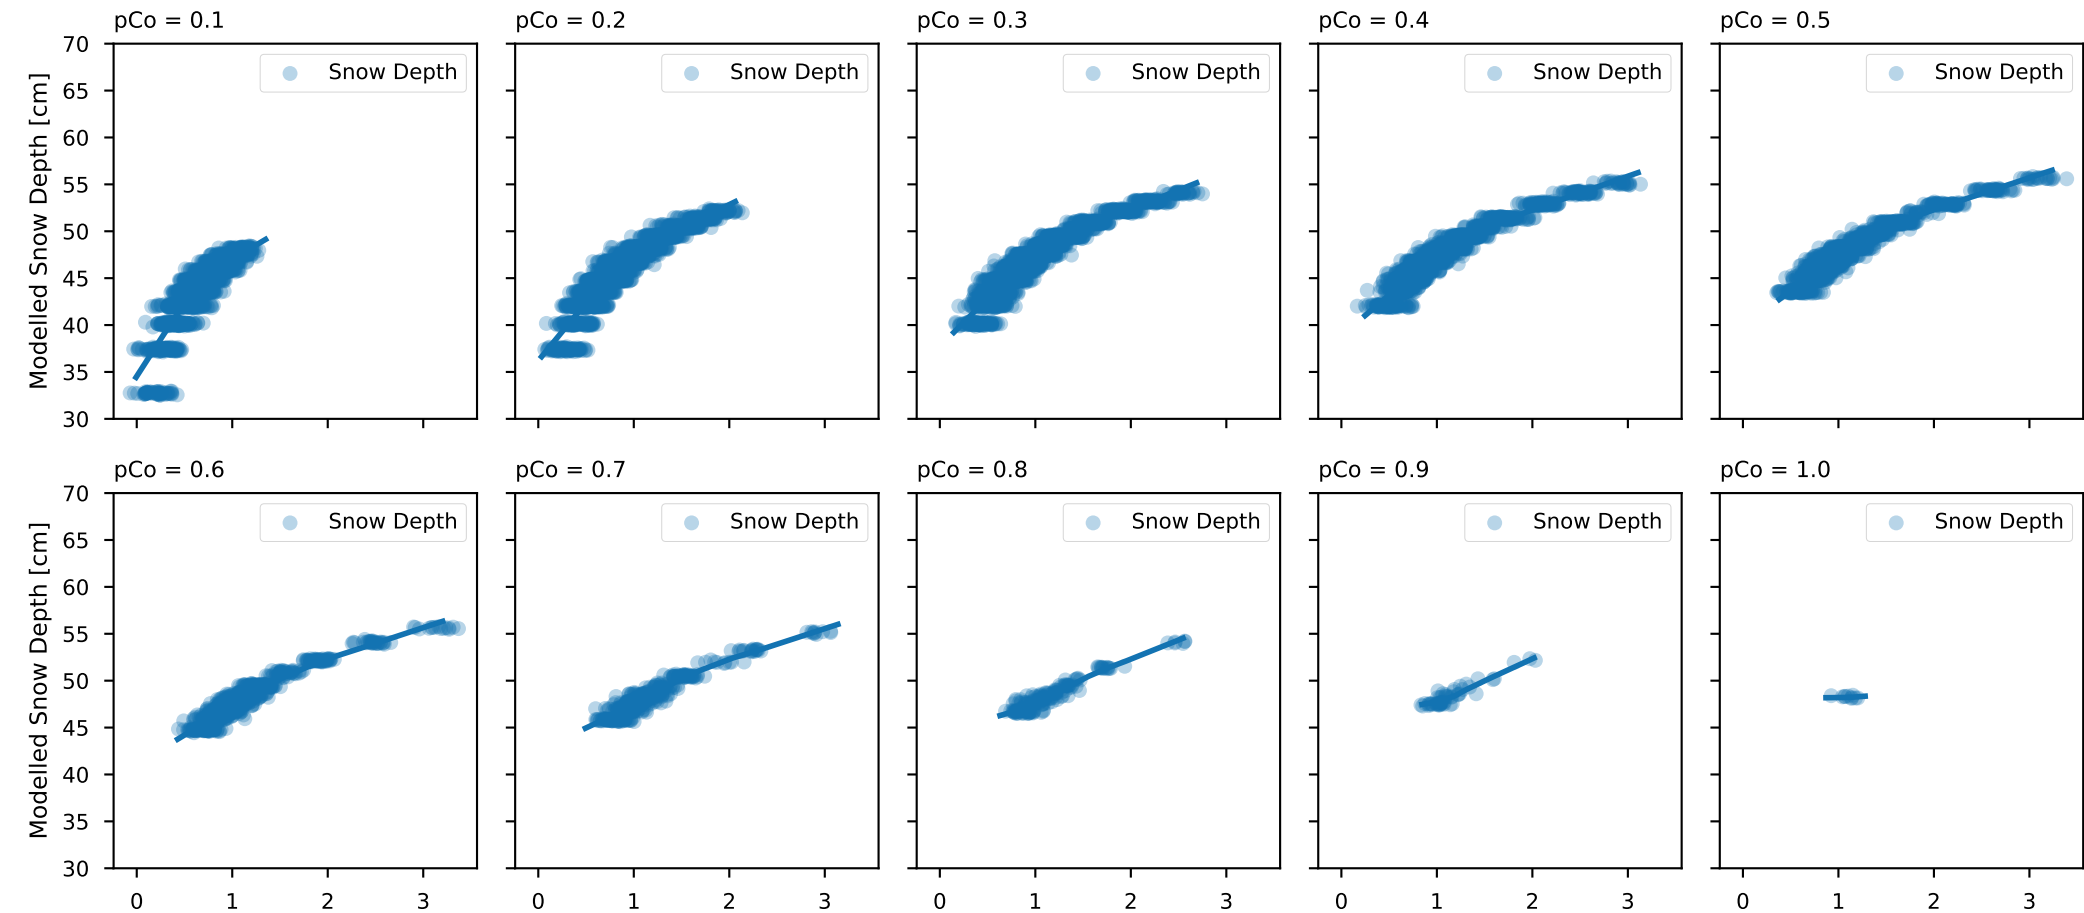 pCo = 0.1 pCo = 0.2 pCo = 0.3 pCo = 0.4 pCo = 0.5
Snow Depth Snow Depth Snow Depth Snow Depth Snow Depth
Modelled Snow Depth [cm]
70
65
60
55
50
45
40
35
30
pCo = 0.6 pCo = 0.7 pCo = 0.8 pCo = 0.9 pCo = 1.0
Snow Depth Snow Depth Snow Depth Snow Depth Snow Depth
Modelled Snow Depth [cm]
70
65
60
55
50
45
40
35
30
0 1 2 3 0 1 2 3 0 1 2 3 0 1 2 3 0 1 2 3